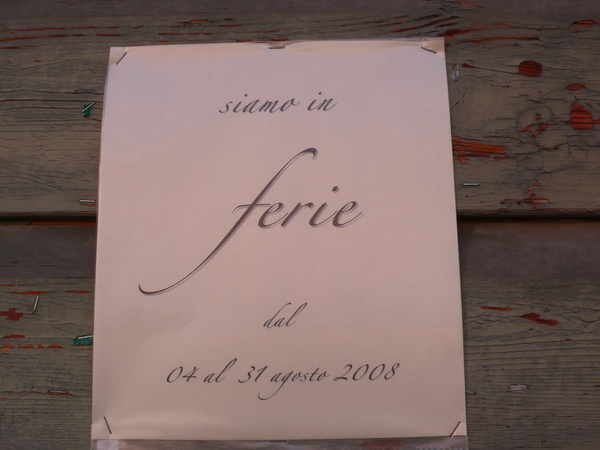 siamo in
ferie
dal
04 al 31 agosto 2008